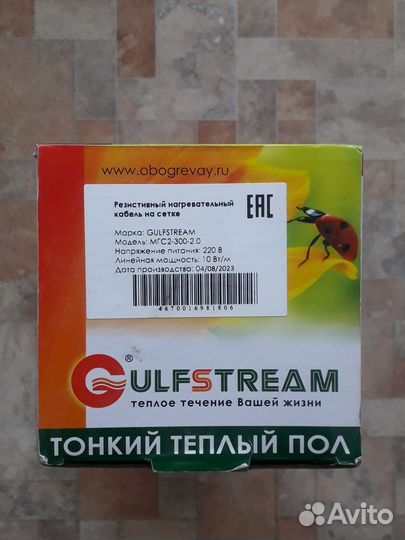 www.obogrevay.ru
Резистивный нагревательный
кабель на сетке
EAC
Марка: GULFSTREAM
Модель: МГС2-300-2.0
Напряжение питания: 220 В
Линейная мощность: 10 Вт/м
Дата производства: 04/08/2023
4670016981806
GULFSTREAM®
теплое течение Вашей жизни
ТОНКИЙ ТЕПЛЫЙ ПОЛ
Avito